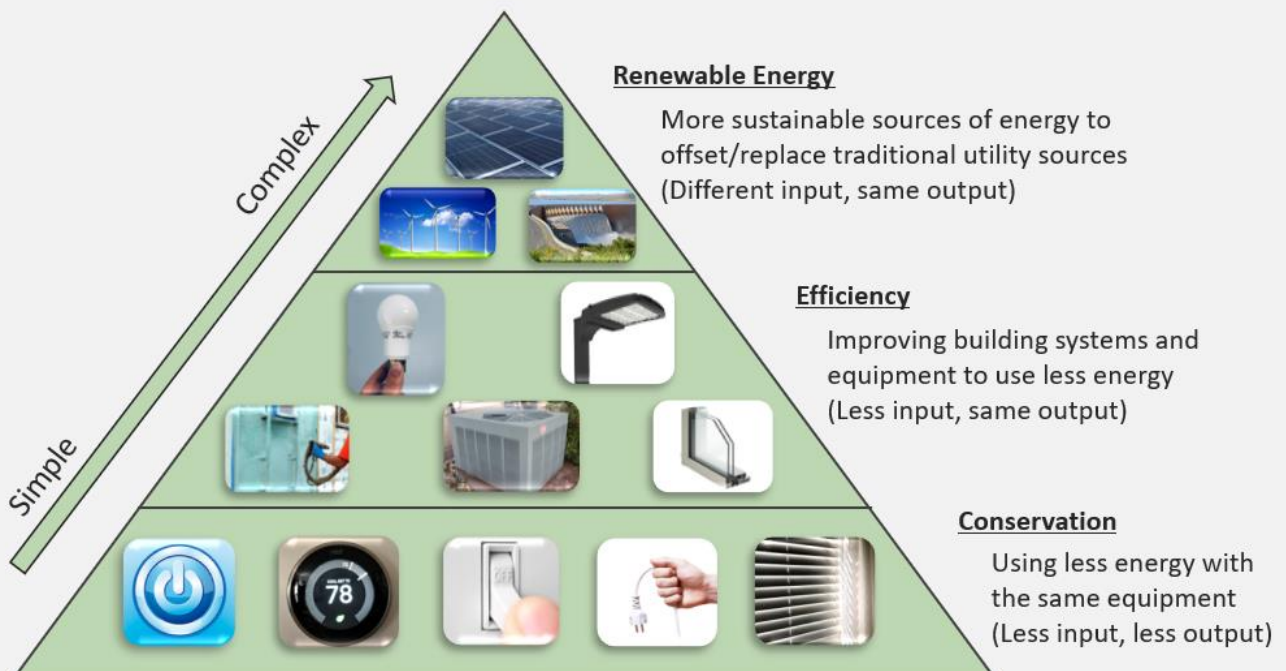 Renewable Energy
More sustainable sources of energy to
offset/replace traditional utility sources
(Different input, same output)
Complex
Efficiency
Improving building systems and
equipment to use less energy
(Less input, same output)
Simple
Conservation
Using less energy with
the same equipment
(Less input, less output)
78
OFF